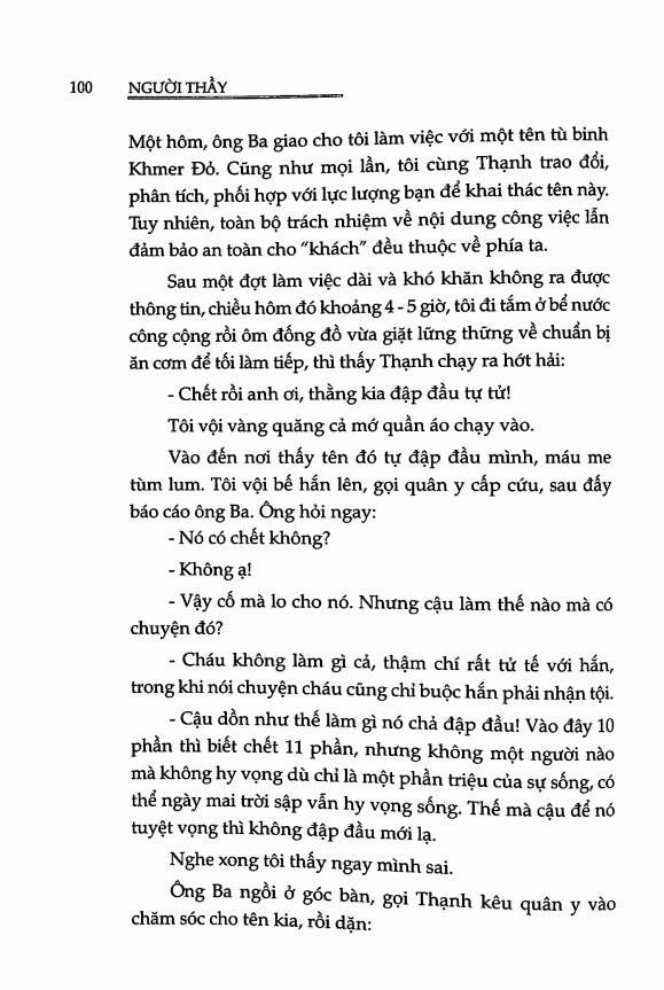 100 NGƯỜI THẦY
Một hôm, ông Ba giao cho tôi làm việc với một tên tù binh
Khmer Đỏ. Cũng như mọi lần, tôi cùng Thạnh trao đổi,
phân tích, phối hợp với lực lượng bạn để khai thác tên này.
Tuy nhiên, toàn bộ trách nhiệm về nội dung công việc lẫn
đảm bảo an toàn cho “khách” đều thuộc về phía ta.
Sau một đợt làm việc dài và khó khăn không ra được
thông tin, chiều hôm đó khoảng 4 - 5 giờ, tôi đi tắm ở bể nước
công cộng rồi ôm đống đồ vừa giặt lững thững về chuẩn bị
ăn cơm để tối làm tiếp, thì thấy Thạnh chạy ra hớt hải:
- Chết rồi anh ơi, thằng kia đập đầu tự tử!
Tôi vội vàng quăng cả mớ quần áo chạy vào.
Vào đến nơi thấy tên đó tự đập đầu mình, máu me
tùm lum. Tôi vội bế hắn lên, gọi quân y cấp cứu, sau đấy
báo cáo ông Ba. Ông hỏi ngay:
- Nó có chết không?
- Không ạ!
- Vậy cố mà lo cho nó. Nhưng cậu làm thế nào mà có
chuyện đó?
- Cháu không làm gì cả, thậm chí rất tử tế với hắn,
trong khi nói chuyện cháu cũng chỉ buộc hắn phải nhận tội.
- Cậu dồn như thế làm gì nó chả đập đầu! Vào đây 10
phần thì biết chết 11 phần, nhưng không một người nào
mà không hy vọng dù chỉ là một phần triệu của sự sống, có
thể ngày mai trời sập vẫn hy vọng sống. Thế mà cậu để nó
tuyệt vọng thì không đập đầu mới lạ.
Nghe xong tôi thấy ngay mình sai.
Ông Ba ngồi ở góc bàn, gọi Thạnh kêu quân y vào
chăm sóc cho tên kia, rồi dặn: